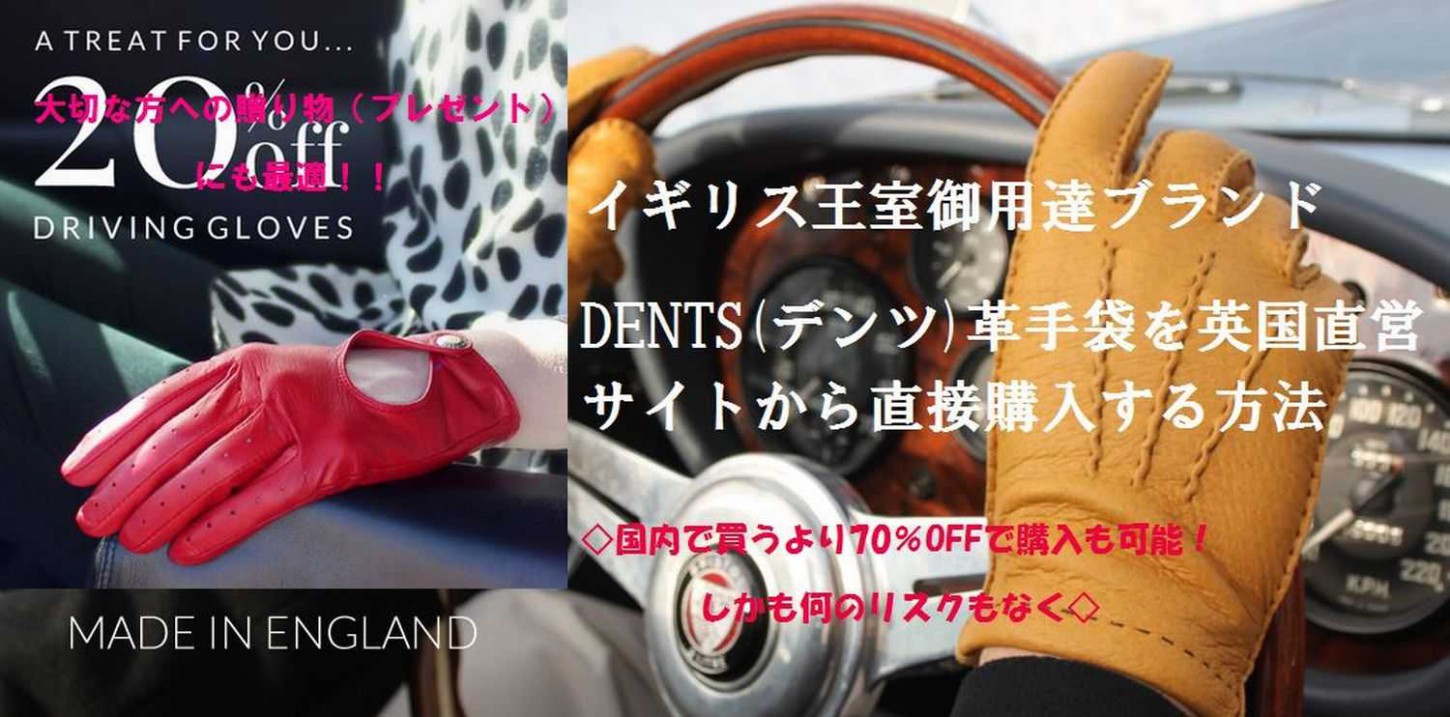 A TREAT FOR YOU...
20%off
大切な方への贈り物（プレゼント）
にも最適！！
DRIVING GLOVES
MADE IN ENGLAND
イギリス王室御用達ブランド
DENTS(デンツ)革手袋を英国直営
サイトから直接購入する方法
◇国内で買うより70％OFFで購入も可能！
しかも何のリスクもなく◇
100 120
220
K.P.H